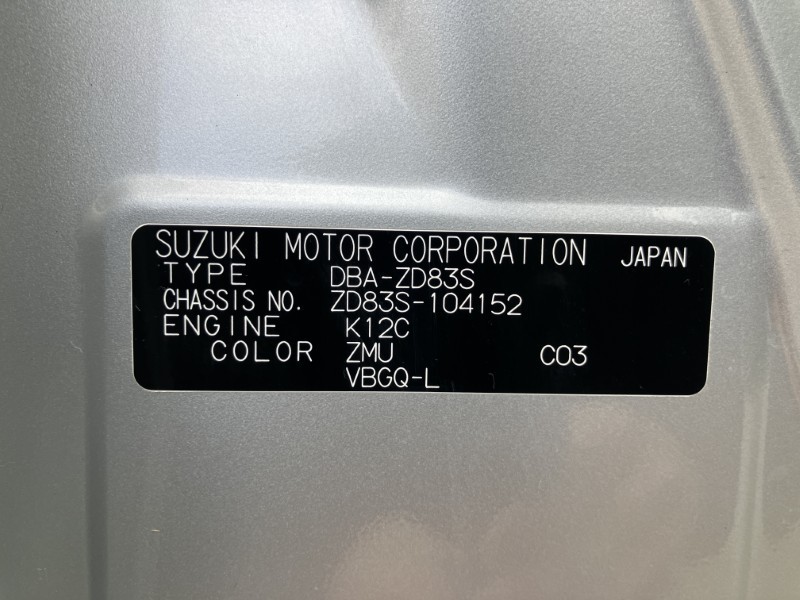 SUZUKI MOTOR CORPORATION JAPAN
TYPE DBA-ZD83S
CHASSIS NO. ZD83S-104152
ENGINE K12C
COLOR ZMU C03
VBGQ-L